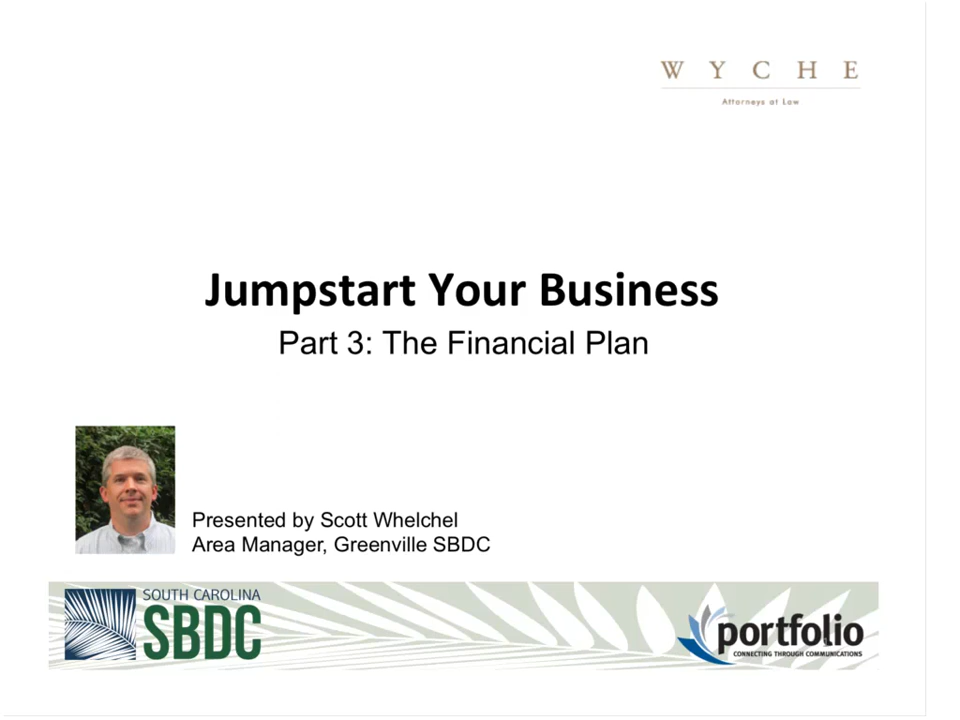 W Y C H E
Attorneys at Law
Jumpstart Your Business
Part 3: The Financial Plan
Presented by Scott Whelchel
Area Manager, Greenville SBDC
SOUTH CAROLINA
SBDC
portfolio
CONNECTING THROUGH COMMUNICATIONS